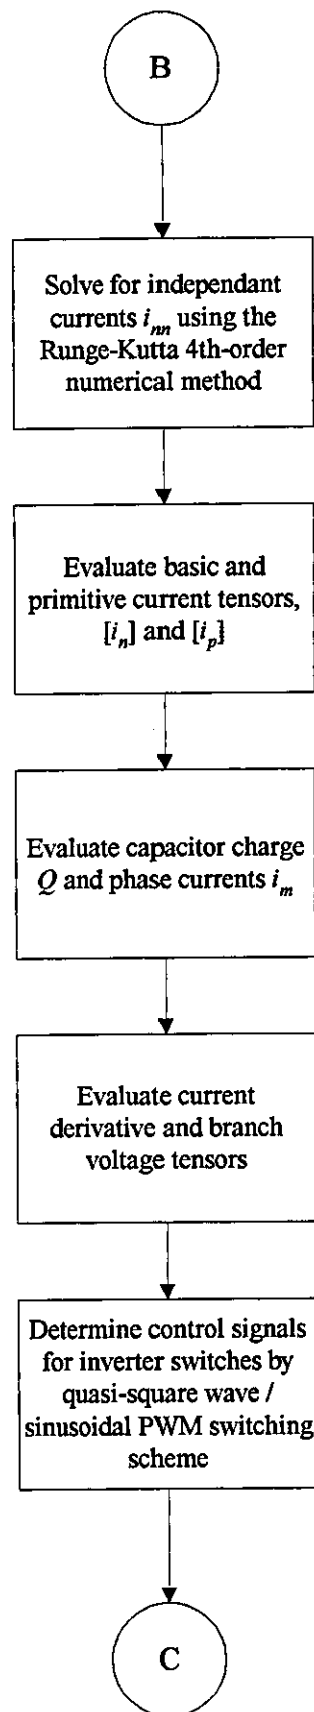 B
Solve for independant
currents i_nn using the
Runge-Kutta 4th-order
numerical method
Evaluate basic and
primitive current tensors,
[i_n] and [i_p]
Evaluate capacitor charge
Q and phase currents i_m
Evaluate current
derivative and branch
voltage tensors
Determine control signals
for inverter switches by
quasi-square wave /
sinusoidal PWM switching
scheme
C